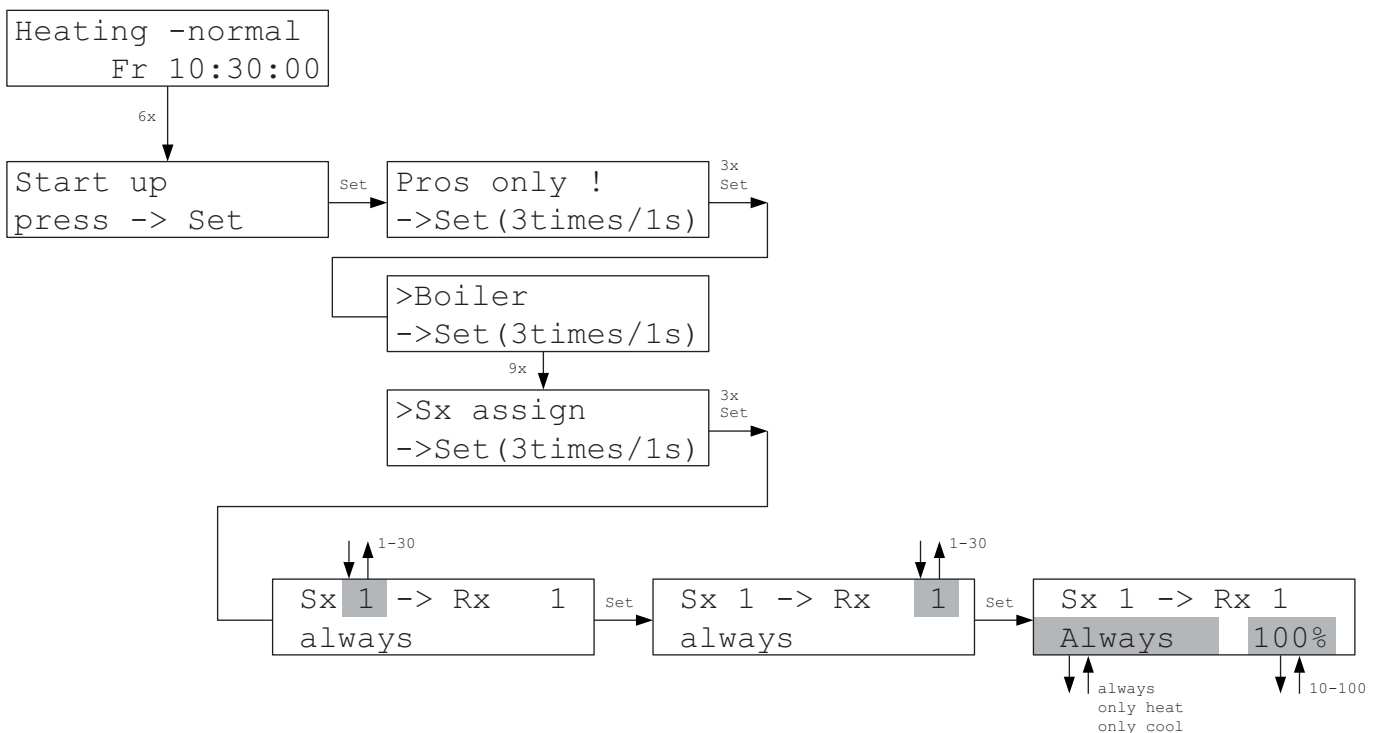 Heating -normal
Fr 10:30:00
6x
Start up
press -> Set
Set
Pros only !
->Set(3times/1s)
3x
Set
>Boiler
->Set(3times/1s)
9x
>Sx assign
->Set(3times/1s)
3x
Set
1-30
Sx 1 -> Rx 1
always
Set
1-30
Sx 1 -> Rx 1
always
Set
Sx 1 -> Rx 1
Always 100%
always
only heat
only cool
10-100